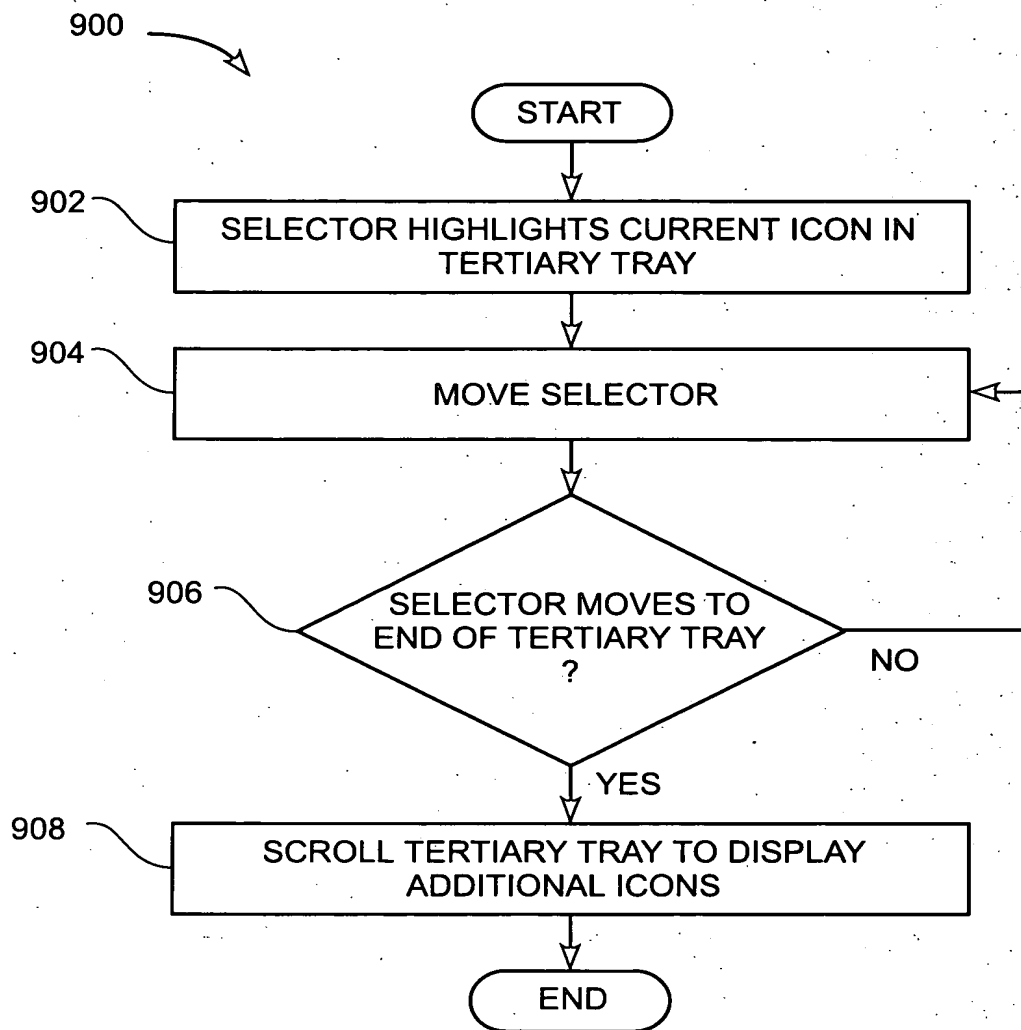 900
START
902
SELECTOR HIGHLIGHTS CURRENT ICON IN
TERTIARY TRAY
904
MOVE SELECTOR
906
SELECTOR MOVES TO
END OF TERTIARY TRAY
?
NO
YES
908
SCROLL TERTIARY TRAY TO DISPLAY
ADDITIONAL ICONS
END